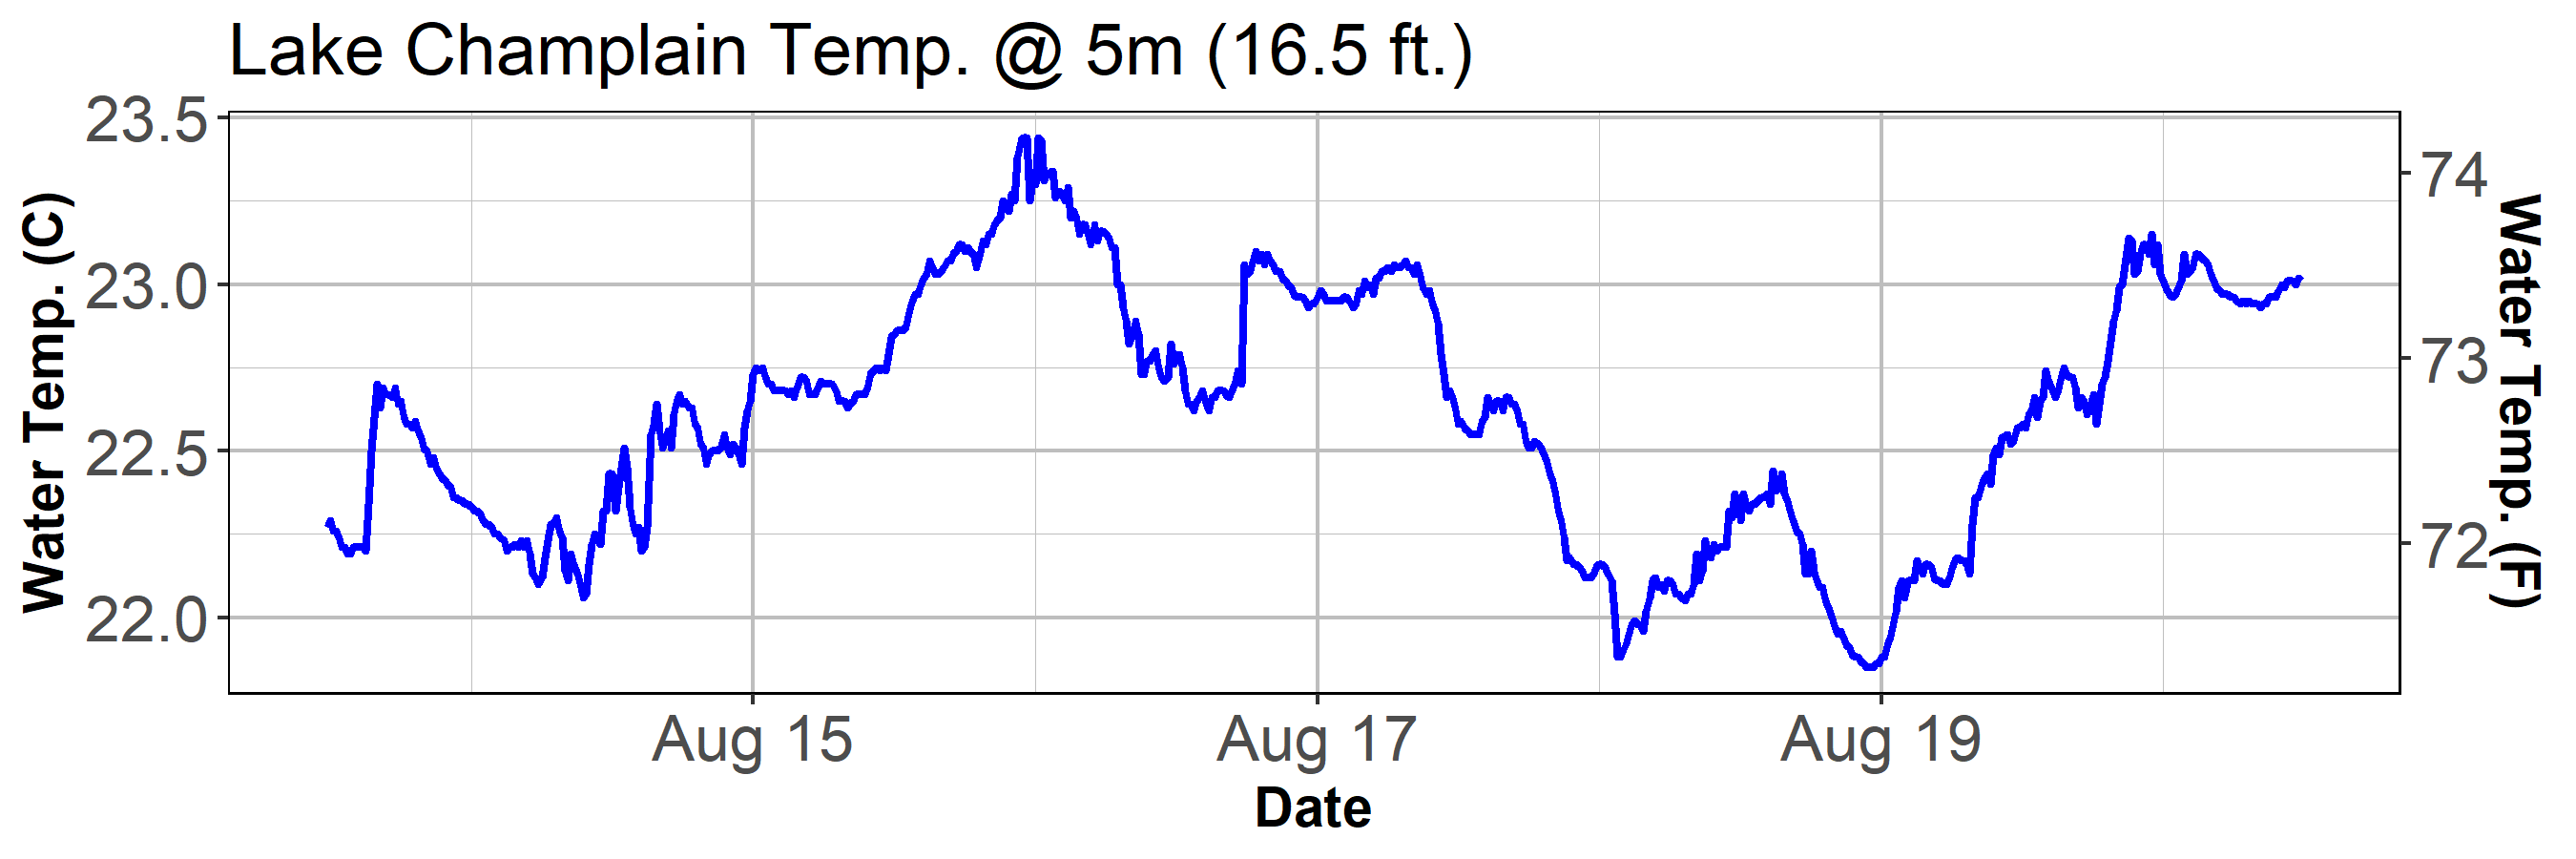 Lake Champlain Temp. @ 5m (16.5 ft.)
23.5
23.0
22.5
22.0
Water Temp. (C)
74
73
72
Water Temp. (F)
Aug 15
Aug 17
Aug 19
Date